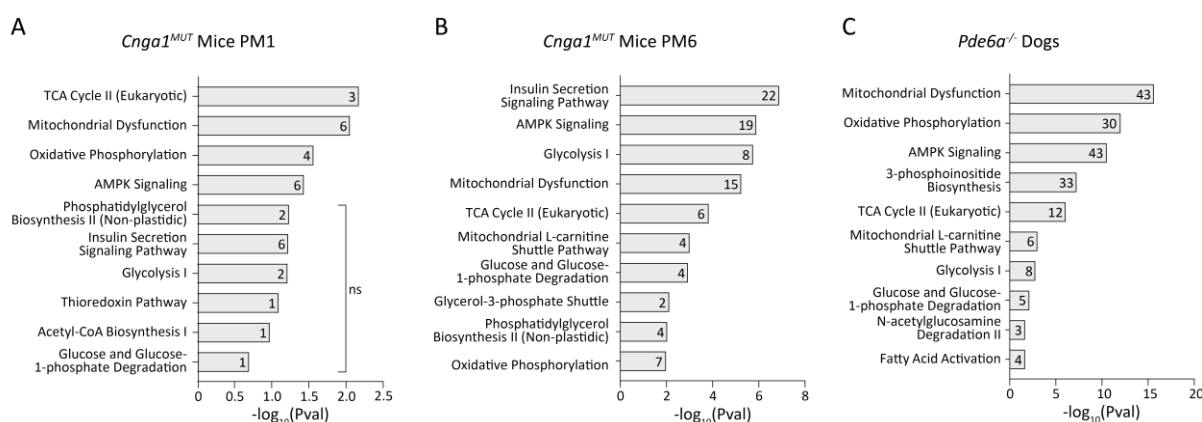 A
Cnga1^MUT Mice PM1
TCA Cycle II (Eukaryotic)
3
Mitochondrial Dysfunction
6
Oxidative Phosphorylation
4
AMPK Signaling
6
Phosphatidylglycerol
Biosynthesis II (Non-plastidic)
2
Insulin Secretion
Signaling Pathway
6
Glycolysis I
2
Thioredoxin Pathway
1
Acetyl-CoA Biosynthesis I
1
Glucose and Glucose-
1-phosphate Degradation
1
ns
0 0.5 1.0 1.5 2.0 2.5
-log₁₀(Pval)
B
Cnga1^MUT Mice PM6
Insulin Secretion
Signaling Pathway
22
AMPK Signaling
19
Glycolysis I
8
Mitochondrial Dysfunction
15
TCA Cycle II (Eukaryotic)
6
Mitochondrial L-carnitine
Shuttle Pathway
4
Glucose and Glucose-
1-phosphate Degradation
4
Glycerol-3-phosphate Shuttle
2
Phosphatidylglycerol
Biosynthesis II (Non-plastidic)
4
Oxidative Phosphorylation
7
0 2 4 6 8
-log₁₀(Pval)
C
Pde6a^-/- Dogs
Mitochondrial Dysfunction
43
Oxidative Phosphorylation
30
AMPK Signaling
43
3-phosphoinositide
Biosynthesis
33
TCA Cycle II (Eukaryotic)
12
Mitochondrial L-carnitine
Shuttle Pathway
6
Glycolysis I
8
Glucose and Glucose-
1-phosphate Degradation
5
N-acetylglucosamine
Degradation II
3
Fatty Acid Activation
4
0 5 10 15 20
-log₁₀(Pval)